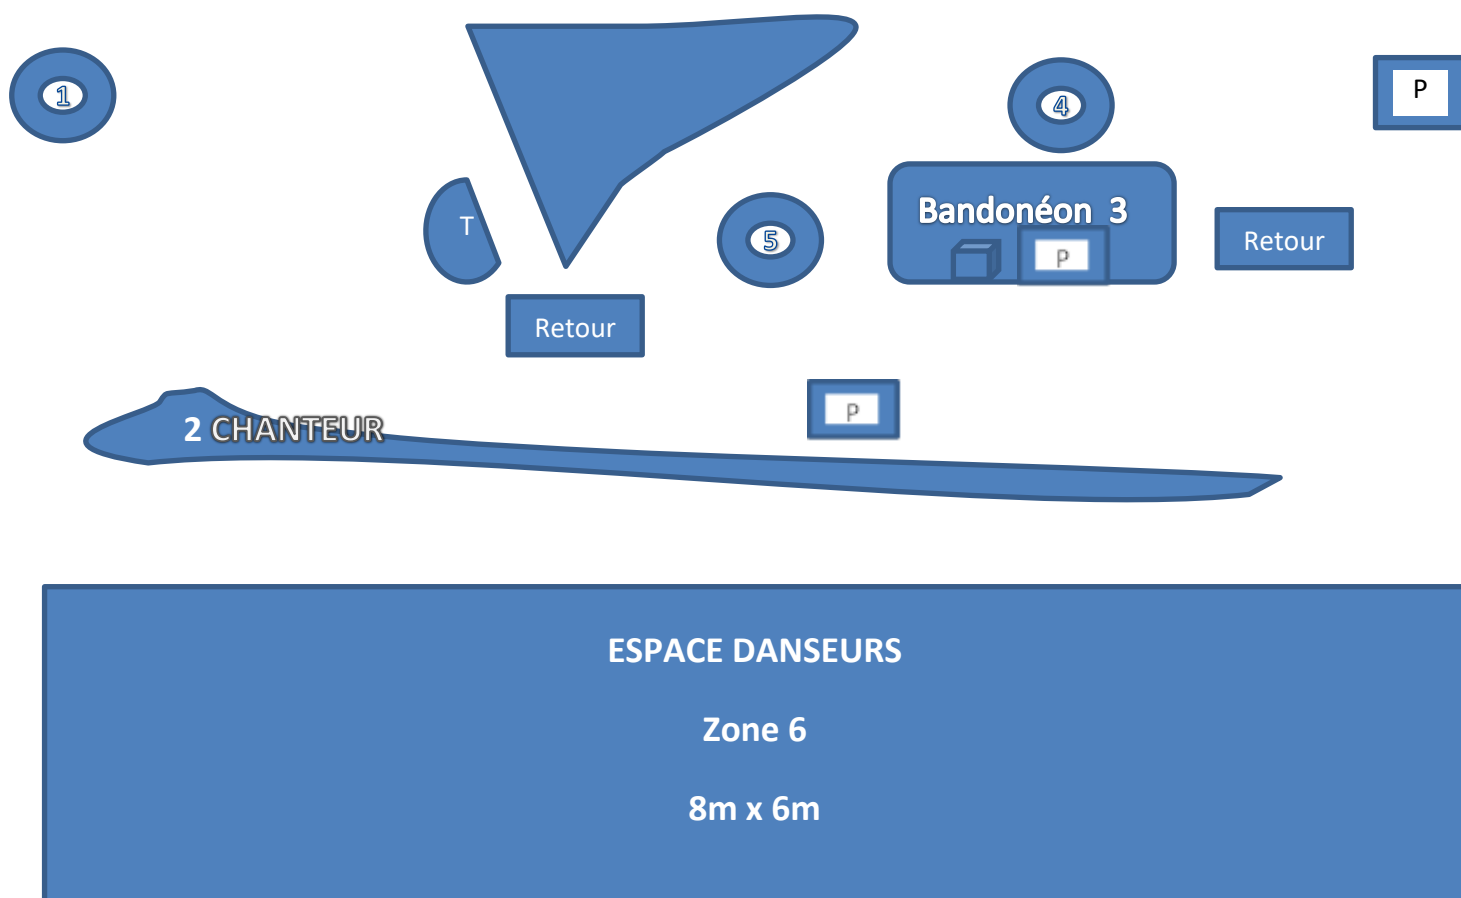 1
4
P
T
5
Bandonéon 3
P
Retour
Retour
P
2 CHANTEUR
ESPACE DANSEURS
Zone 6
8m x 6m